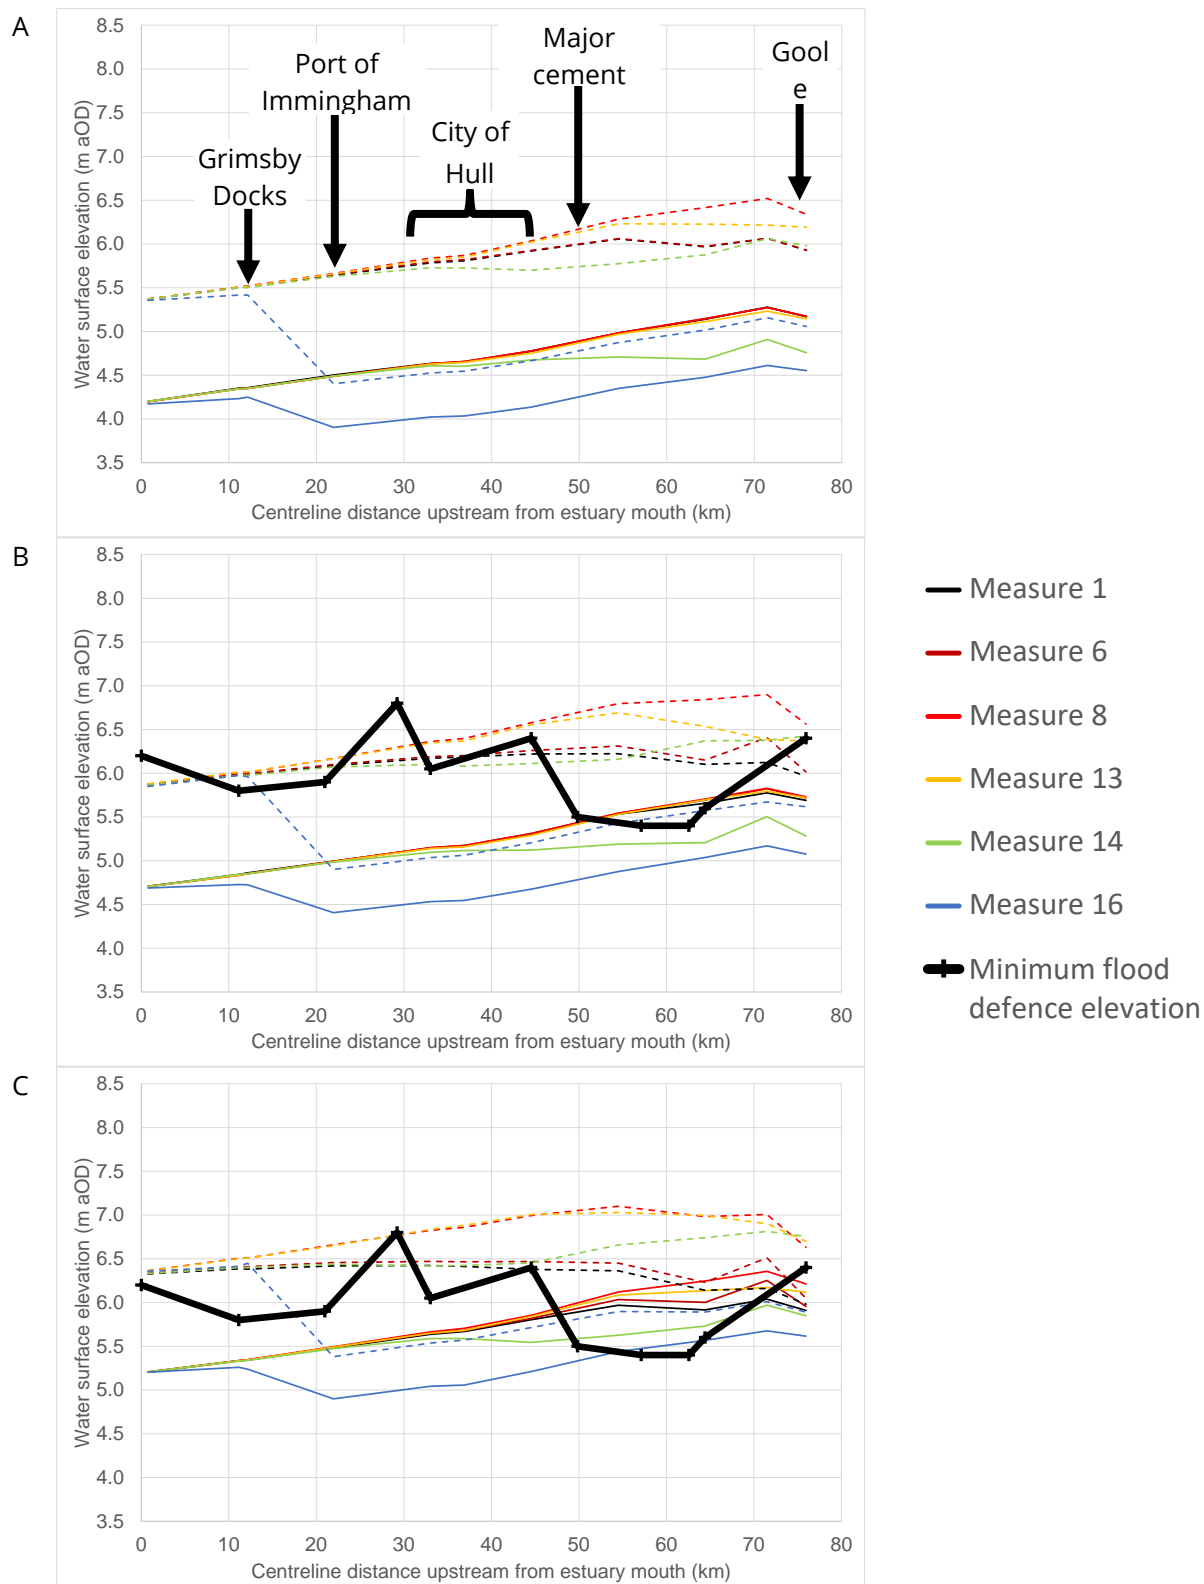 A
8.5
8.0
7.5
7.0
6.5
6.0
5.5
5.0
4.5
4.0
3.5
Water surface elevation (m aOD)
Grimsby
Docks
Port of
Immingham
City of
Hull
Major
cement
Gool
e
0 10 20 30 40 50 60 70 80
Centreline distance upstream from estuary mouth (km)
B
8.5
8.0
7.5
7.0
6.5
6.0
5.5
5.0
4.5
4.0
3.5
Water surface elevation (m aOD)
0 10 20 30 40 50 60 70 80
Centreline distance upstream from estuary mouth (km)
Measure 1
Measure 6
Measure 8
Measure 13
Measure 14
Measure 16
Minimum flood
defence elevation
C
8.5
8.0
7.5
7.0
6.5
6.0
5.5
5.0
4.5
4.0
3.5
Water surface elevation (m aOD)
0 10 20 30 40 50 60 70 80
Centreline distance upstream from estuary mouth (km)